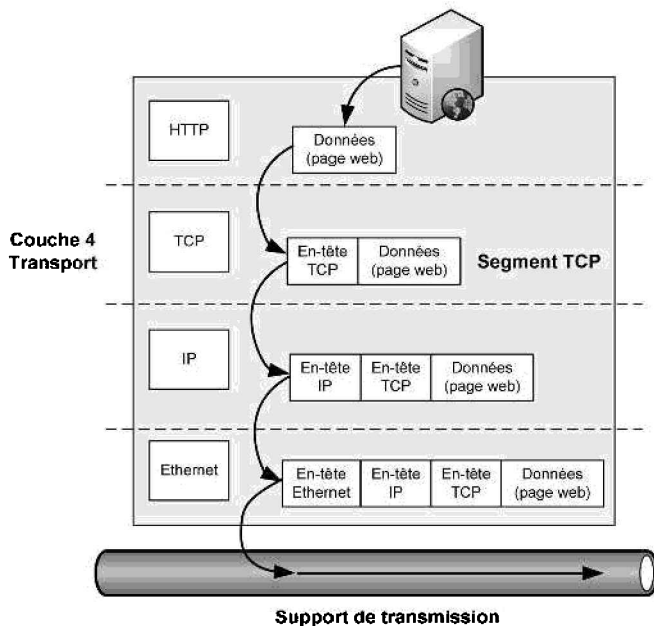 HTTP
Données
(page web)
Couche 4
Transport
TCP
En-tête
TCP
Données
(page web)
Segment TCP
IP
En-tête
IP
En-tête
TCP
Données
(page web)
Ethernet
En-tête
Ethernet
En-tête
IP
En-tête
TCP
Données
(page web)
Support de transmission